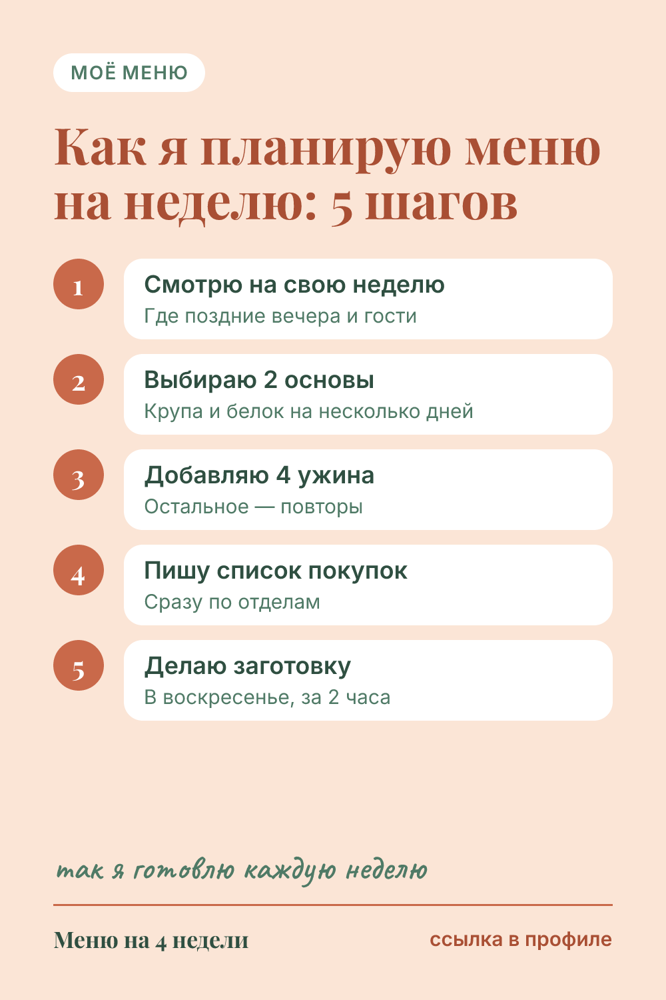 МОЁ МЕНЮ
Как я планирую меню
на неделю: 5 шагов
1
Смотрю на свою неделю
Где поздние вечера и гости
2
Выбираю 2 основы
Крупа и белок на несколько дней
3
Добавляю 4 ужина
Остальное — повторы
4
Пишу список покупок
Сразу по отделам
5
Делаю заготовку
В воскресенье, за 2 часа
так я готовлю каждую неделю
Меню на 4 недели
ссылка в профиле